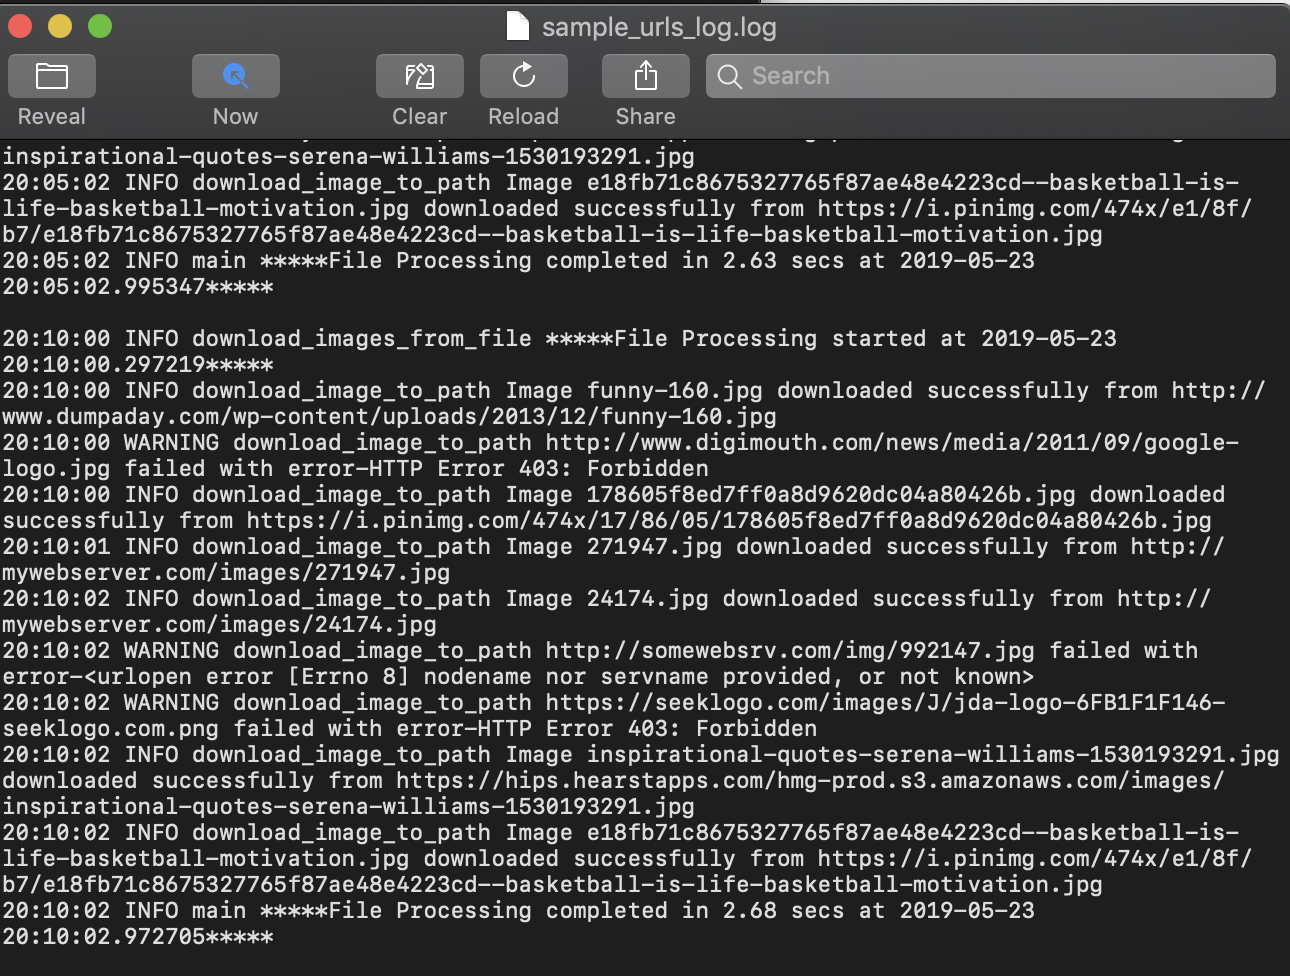 sample_urls_log.log
Reveal
Now
Clear
Reload
Share
Search
inspirational-quotes-serena-williams-1530193291.jpg
20:05:02 INFO download_image_to_path Image e18fb71c8675327765f87ae48e4223cd--basketball-is-
life-basketball-motivation.jpg downloaded successfully from https://i.pinimg.com/474x/e1/8f/
b7/e18fb71c8675327765f87ae48e4223cd--basketball-is-life-basketball-motivation.jpg
20:05:02 INFO main *****File Processing completed in 2.63 secs at 2019-05-23
20:05:02.995347*****
20:10:00 INFO download_images_from_file *****File Processing started at 2019-05-23
20:10:00.297219*****
20:10:00 INFO download_image_to_path Image funny-160.jpg downloaded successfully from http://
www.dumpaday.com/wp-content/uploads/2013/12/funny-160.jpg
20:10:00 WARNING download_image_to_path http://www.digimouth.com/news/media/2011/09/google-
logo.jpg failed with error-HTTP Error 403: Forbidden
20:10:00 INFO download_image_to_path Image 178605f8ed7ff0a8d9620dc04a80426b.jpg downloaded
successfully from https://i.pinimg.com/474x/17/86/05/178605f8ed7ff0a8d9620dc04a80426b.jpg
20:10:01 INFO download_image_to_path Image 271947.jpg downloaded successfully from http://
mywebserver.com/images/271947.jpg
20:10:02 INFO download_image_to_path Image 24174.jpg downloaded successfully from http://
mywebserver.com/images/24174.jpg
20:10:02 WARNING download_image_to_path http://somewebsrv.com/img/992147.jpg failed with
error-<urlopen error [Errno 8] nodename nor servname provided, or not known>
20:10:02 WARNING download_image_to_path https://seeklogo.com/images/J/jda-logo-6FB1F1F146-
seeklogo.com.png failed with error-HTTP Error 403: Forbidden
20:10:02 INFO download_image_to_path Image inspirational-quotes-serena-williams-1530193291.jpg
downloaded successfully from https://hips.hearstapps.com/hmg-prod.s3.amazonaws.com/images/
inspirational-quotes-serena-williams-1530193291.jpg
20:10:02 INFO download_image_to_path Image e18fb71c8675327765f87ae48e4223cd--basketball-is-
life-basketball-motivation.jpg downloaded successfully from https://i.pinimg.com/474x/e1/8f/
b7/e18fb71c8675327765f87ae48e4223cd--basketball-is-life-basketball-motivation.jpg
20:10:02 INFO main *****File Processing completed in 2.68 secs at 2019-05-23
20:10:02.972705*****